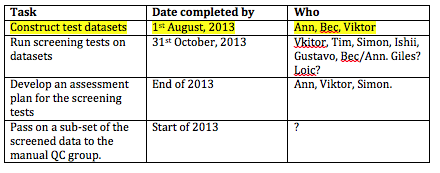 Task Date completed by Who
Construct test datasets 1st August, 2013 Ann, Bec, Viktor
Run screening tests on 31st October, 2013 Vkitor, Tim, Simon, Ishii,
datasets Gustavo, Bec/Ann. Giles?
Loic?
Develop an assessment End of 2013 Ann, Viktor, Simon.
plan for the screening
tests
Pass on a sub-set of the Start of 2013 ?
screened data to the
manual QC group.